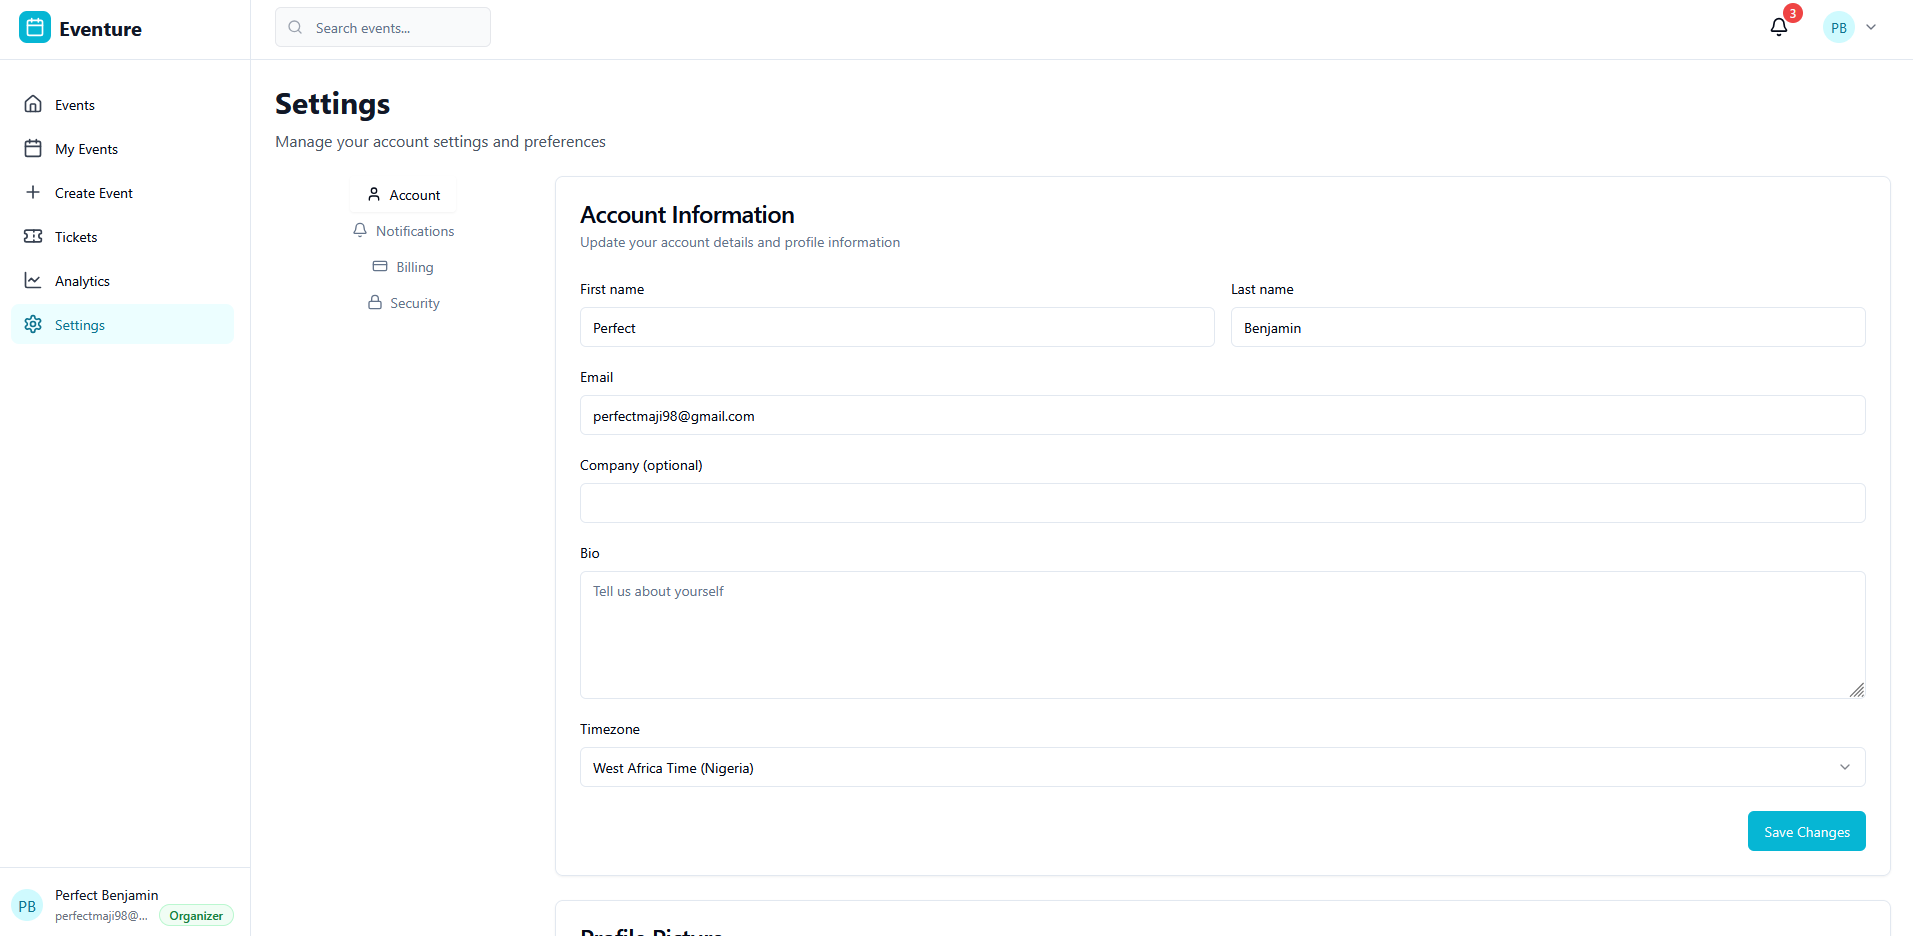 Eventure
Search events...
3
PB
Events
My Events
Create Event
Tickets
Analytics
Settings
Perfect Benjamin
PB
perfectmaji98@...
Organizer
Settings
Manage your account settings and preferences
Account
Notifications
Billing
Security
Account Information
Update your account details and profile information
First name
Last name
Perfect
Benjamin
Email
perfectmaji98@gmail.com
Company (optional)
Bio
Tell us about yourself
Timezone
West Africa Time (Nigeria)
Save Changes
Profile Picture